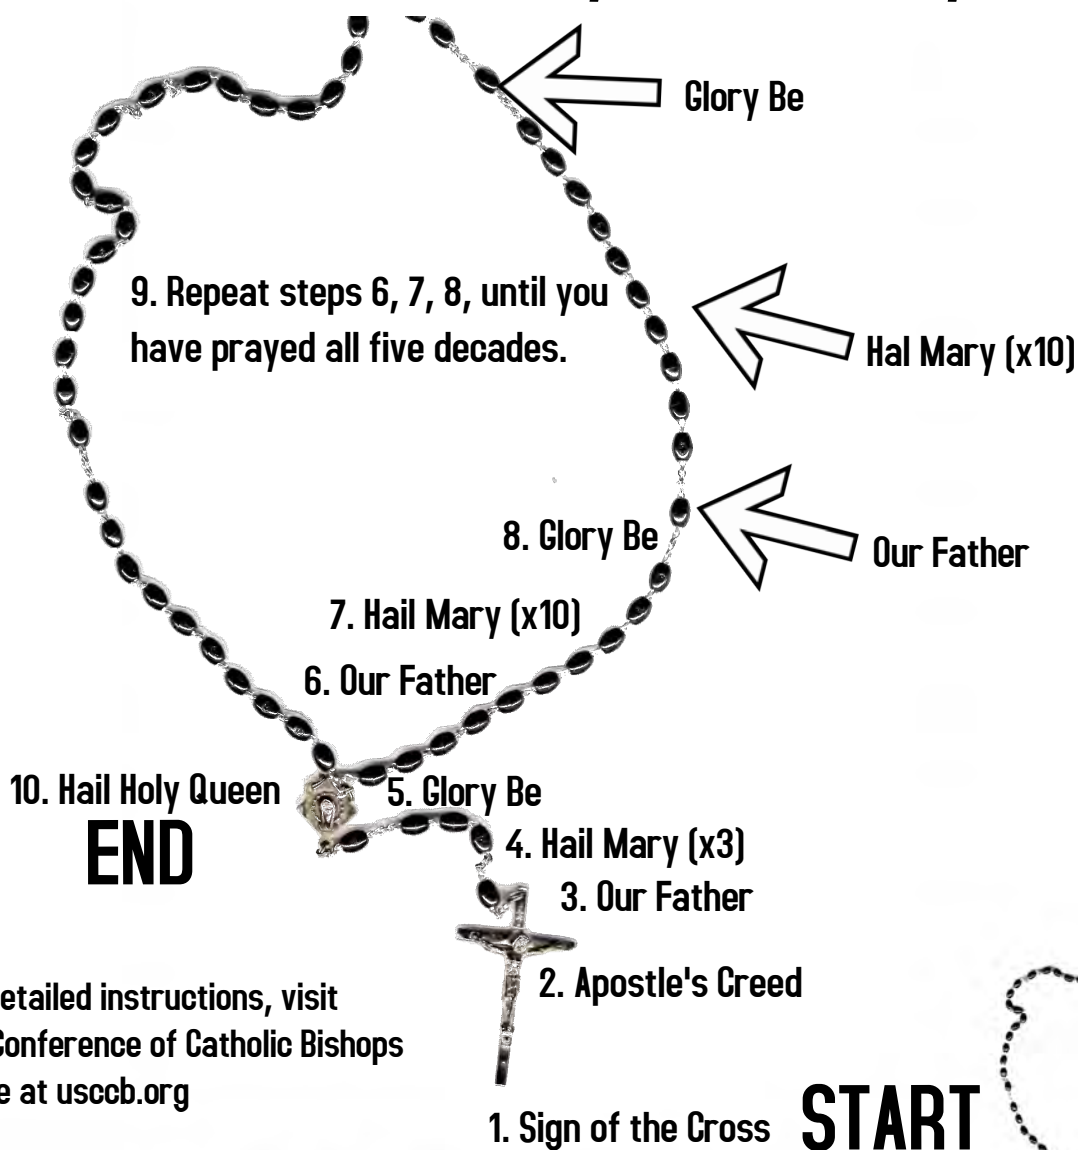 Glory Be
9. Repeat steps 6, 7, 8, until you
have prayed all five decades.
Hal Mary (x10)
8. Glory Be
Our Father
7. Hail Mary (x10)
6. Our Father
10. Hail Holy Queen
END
5. Glory Be
4. Hail Mary (x3)
3. Our Father
2. Apostle's Creed
etailed instructions, visit
Conference of Catholic Bishops
e at usccb.org
1. Sign of the Cross
START